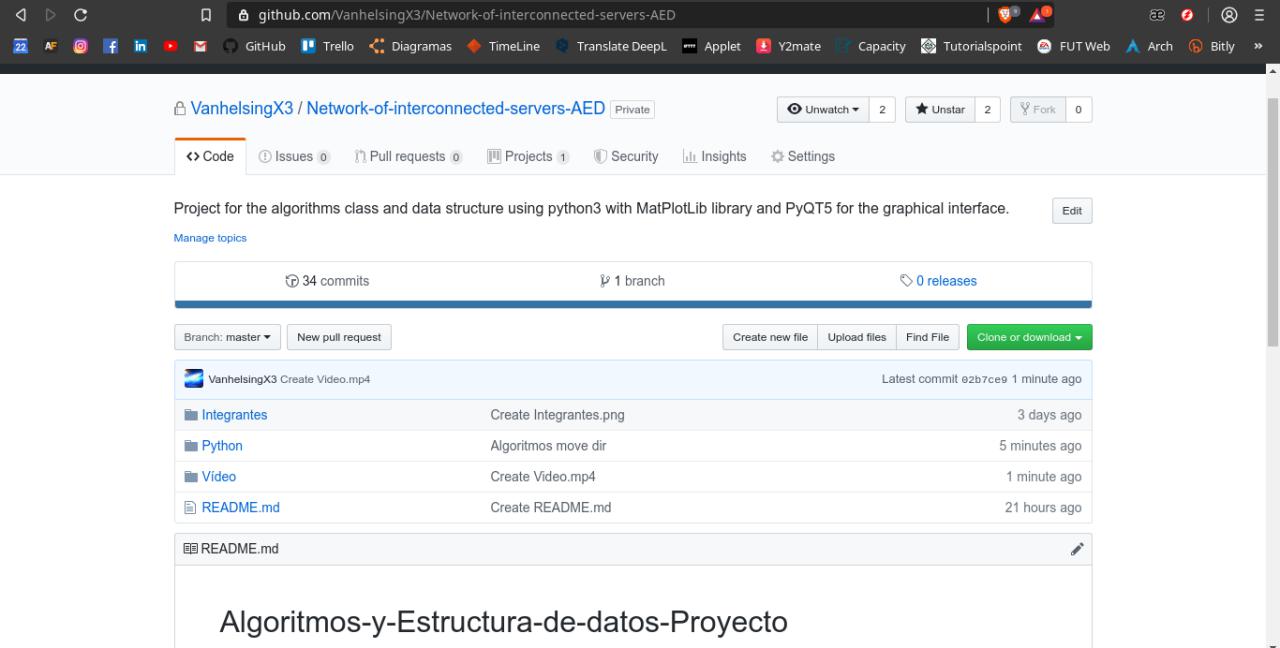 github.com/VanhelsingX3/Network-of-interconnected-servers-AED
22 AF GitHub Trello Diagramas TimeLine Translate DeepL Applet Y2mate Capacity Tutorialspoint FUT Web Arch Bitly »
VanhelsingX3 / Network-of-interconnected-servers-AED Private Unwatch 2 Unstar 2 Fork 0
Code Issues 0 Pull requests 0 Projects 1 Security Insights Settings
Project for the algorithms class and data structure using python3 with MatPlotLib library and PyQT5 for the graphical interface. Edit
Manage topics
34 commits 1 branch 0 releases
Branch: master New pull request Create new file Upload files Find File Clone or download
VanhelsingX3 Create Video.mp4 Latest commit 02b7ce9 1 minute ago
Integrantes Create Integrantes.png 3 days ago
Python Algoritmos move dir 5 minutes ago
Vídeo Create Video.mp4 1 minute ago
README.md Create README.md 21 hours ago
README.md
Algoritmos-y-Estructura-de-datos-Proyecto